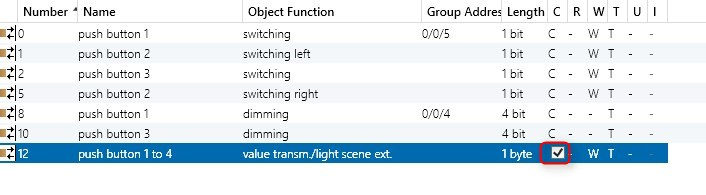 Number Name Object Function Group Addres Length C R W T U I
0 push button 1 switching 0/0/5 1 bit C - W T - -
1 push button 2 switching left 1 bit C - W T - -
2 push button 3 switching 1 bit C - W T - -
5 push button 2 switching right 1 bit C - W T - -
8 push button 1 dimming 0/0/4 4 bit C - - T - -
10 push button 3 dimming 4 bit C - - T - -
12 push button 1 to 4 value transm./light scene ext. 1 byte - W T - -